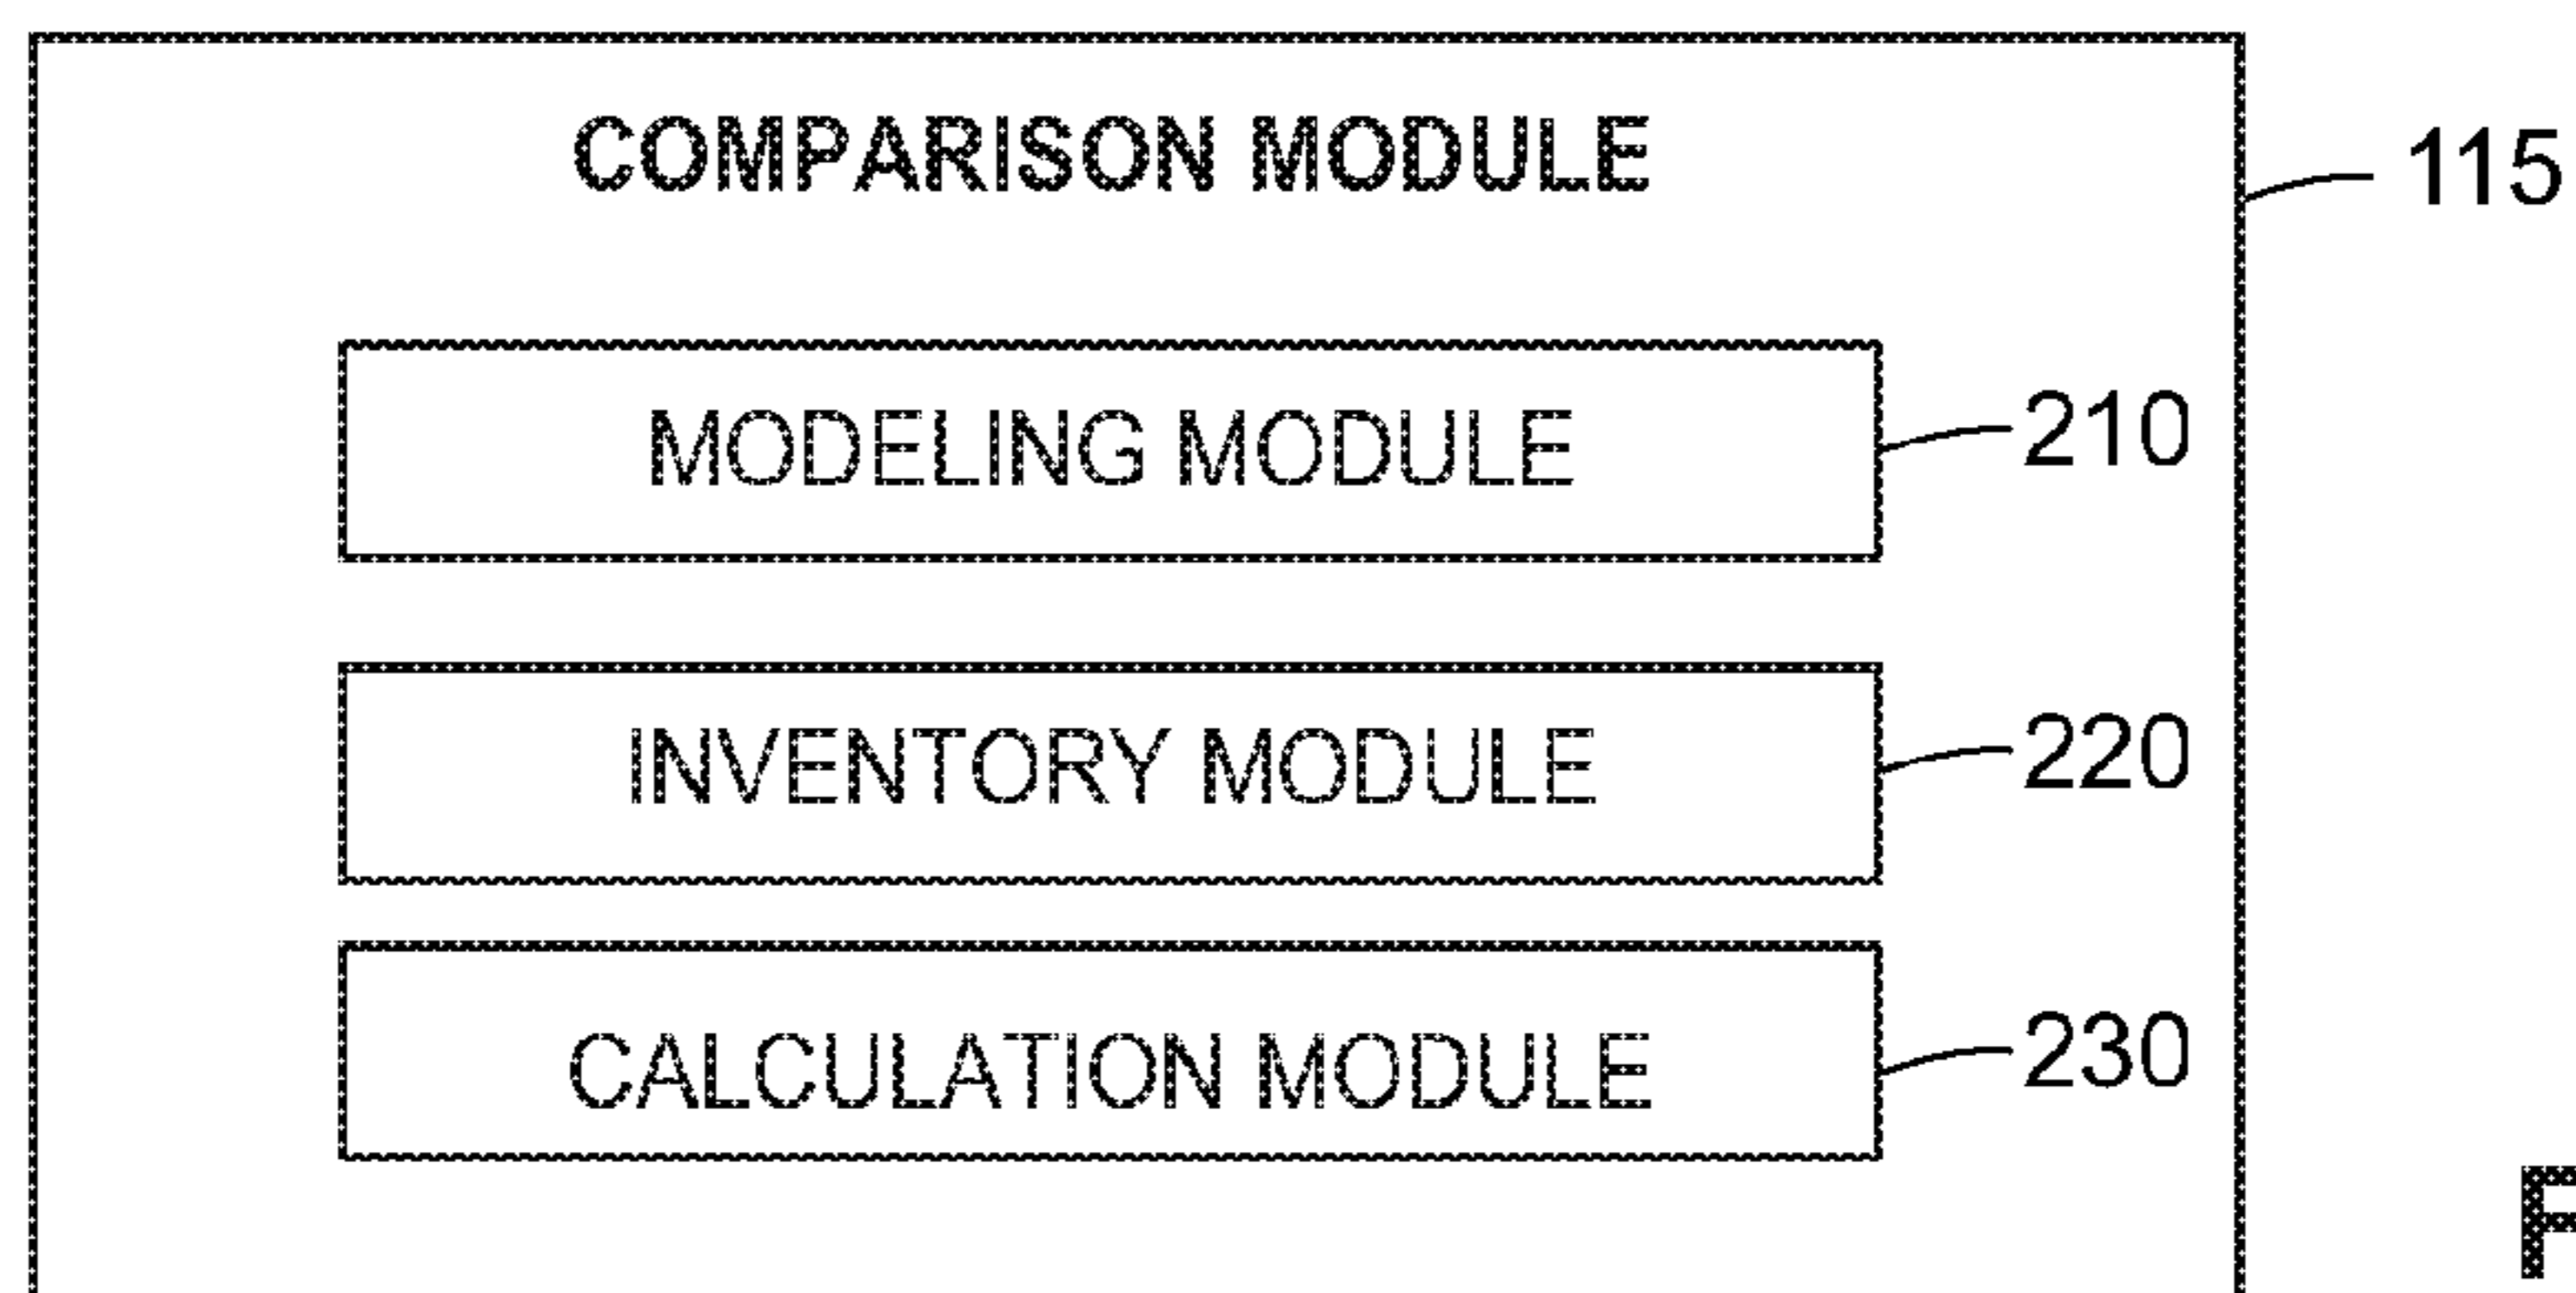 COMPARISON MODULE
115
MODELING MODULE
210
INVENTORY MODULE
220
CALCULATION MODULE
230
F